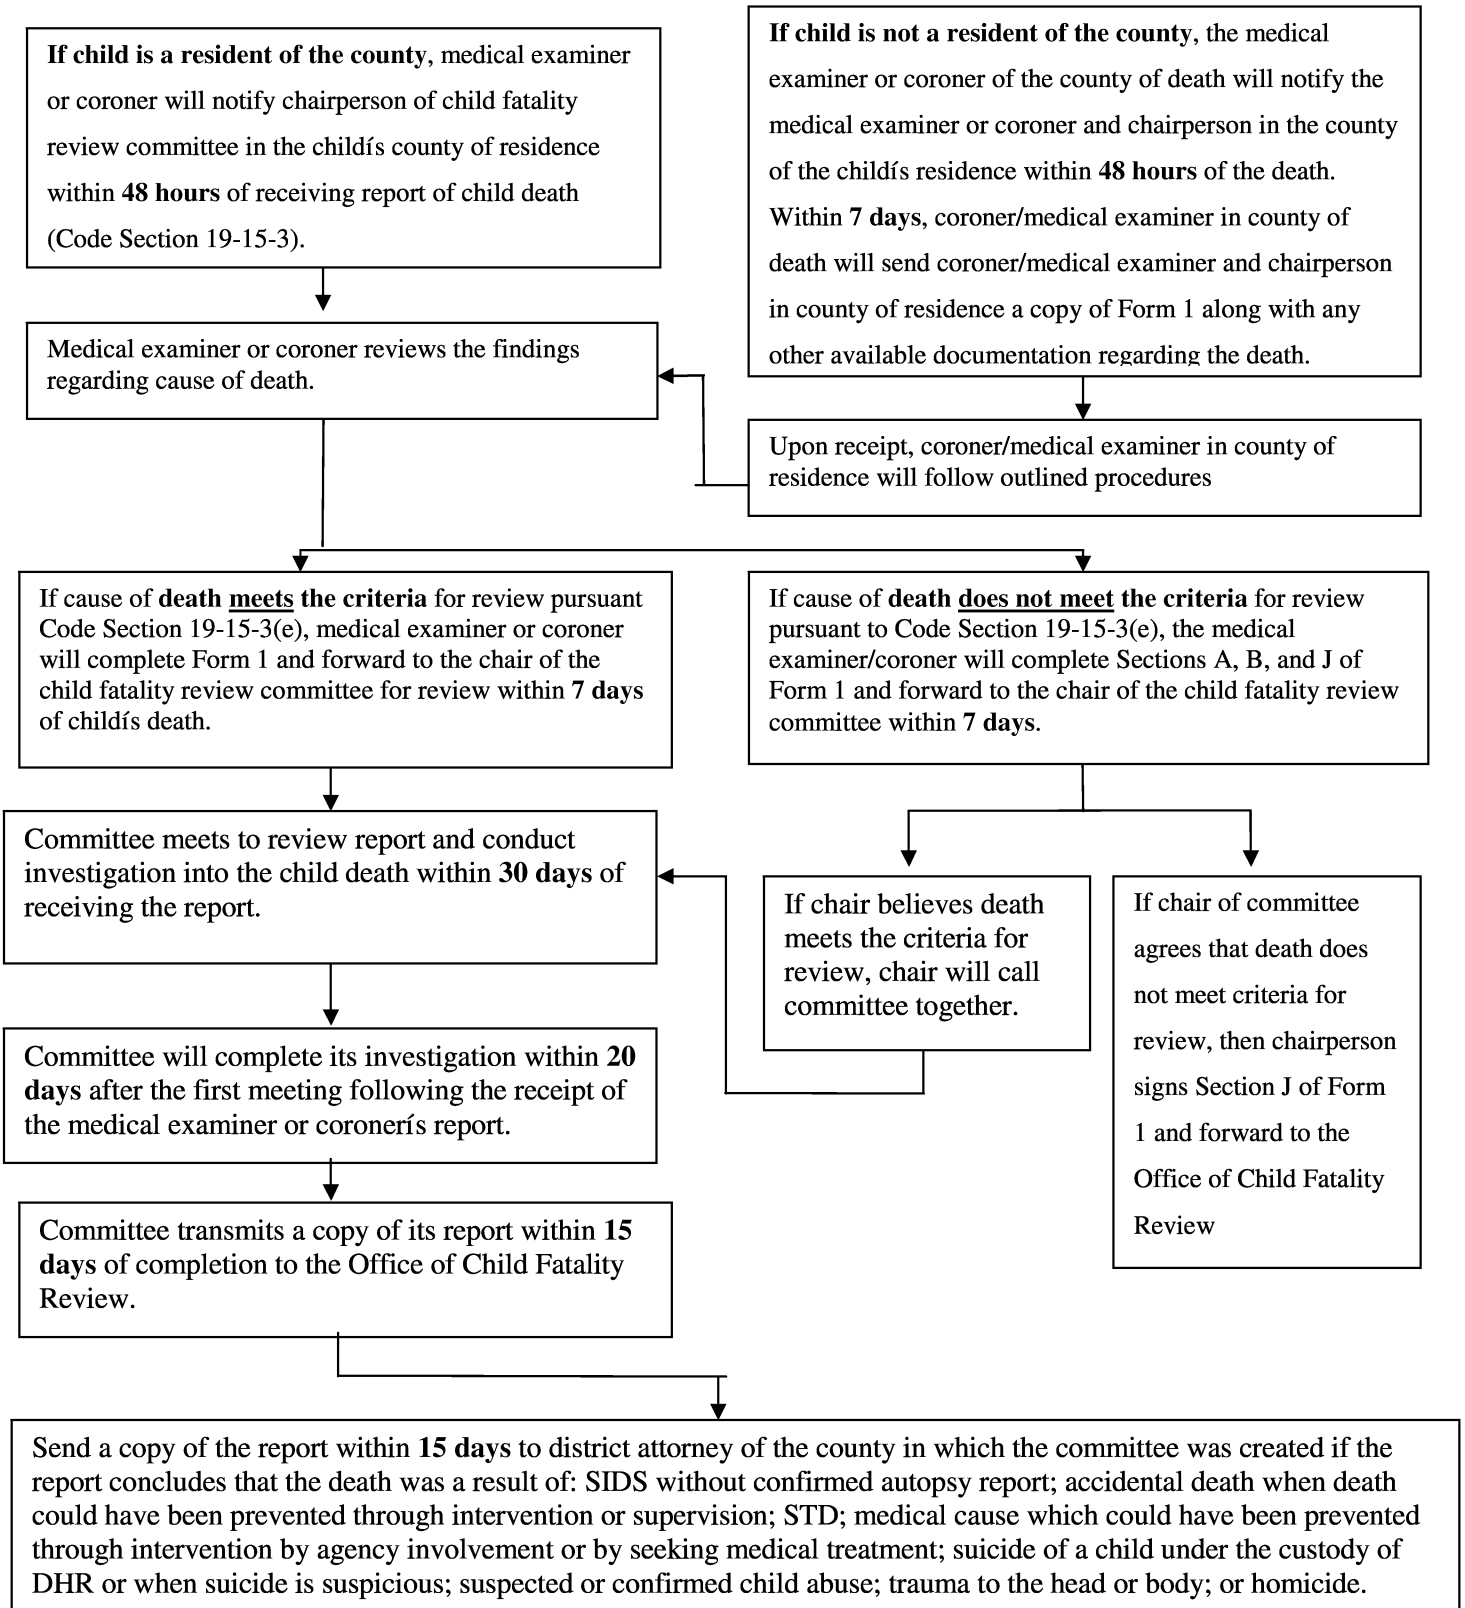 If child is a resident of the county, medical examiner
or coroner will notify chairperson of child fatality
review committee in the childís county of residence
within 48 hours of receiving report of child death
(Code Section 19-15-3).
If child is not a resident of the county, the medical
examiner or coroner of the county of death will notify the
medical examiner or coroner and chairperson in the county
of the childís residence within 48 hours of the death.
Within 7 days, coroner/medical examiner in county of
death will send coroner/medical examiner and chairperson
in county of residence a copy of Form 1 along with any
other available documentation regarding the death.
Medical examiner or coroner reviews the findings
regarding cause of death.
Upon receipt, coroner/medical examiner in county of
residence will follow outlined procedures
If cause of death meets the criteria for review pursuant
Code Section 19-15-3(e), medical examiner or coroner
will complete Form 1 and forward to the chair of the
child fatality review committee for review within 7 days
of childís death.
If cause of death does not meet the criteria for review
pursuant to Code Section 19-15-3(e), the medical
examiner/coroner will complete Sections A, B, and J of
Form 1 and forward to the chair of the child fatality review
committee within 7 days.
Committee meets to review report and conduct
investigation into the child death within 30 days of
receiving the report.
If chair believes death
meets the criteria for
review, chair will call
committee together.
If chair of committee
agrees that death does
not meet criteria for
review, then chairperson
signs Section J of Form
1 and forward to the
Office of Child Fatality
Review
Committee will complete its investigation within 20
days after the first meeting following the receipt of
the medical examiner or coronerís report.
Committee transmits a copy of its report within 15
days of completion to the Office of Child Fatality
Review.
Send a copy of the report within 15 days to district attorney of the county in which the committee was created if the
report concludes that the death was a result of: SIDS without confirmed autopsy report; accidental death when death
could have been prevented through intervention or supervision; STD; medical cause which could have been prevented
through intervention by agency involvement or by seeking medical treatment; suicide of a child under the custody of
DHR or when suicide is suspicious; suspected or confirmed child abuse; trauma to the head or body; or homicide.